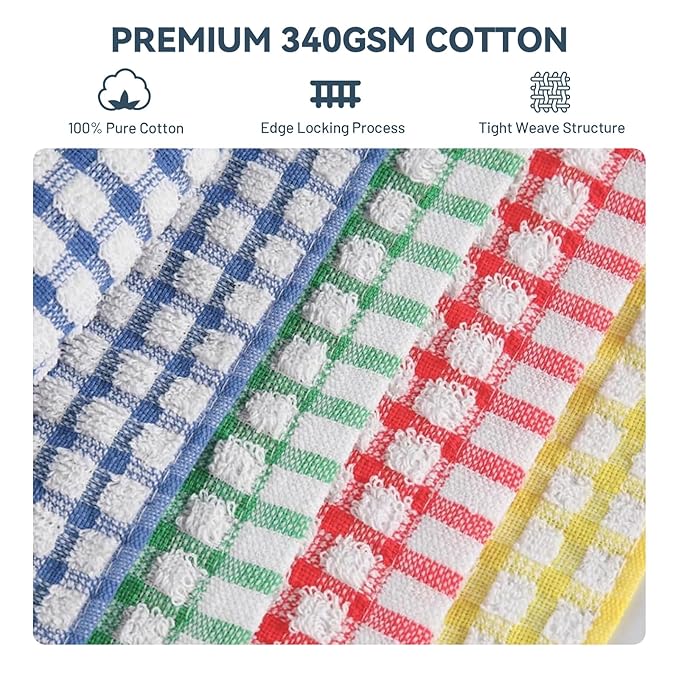 PREMIUM 340GSM COTTON
100% Pure Cotton
Edge Locking Process
Tight Weave Structure